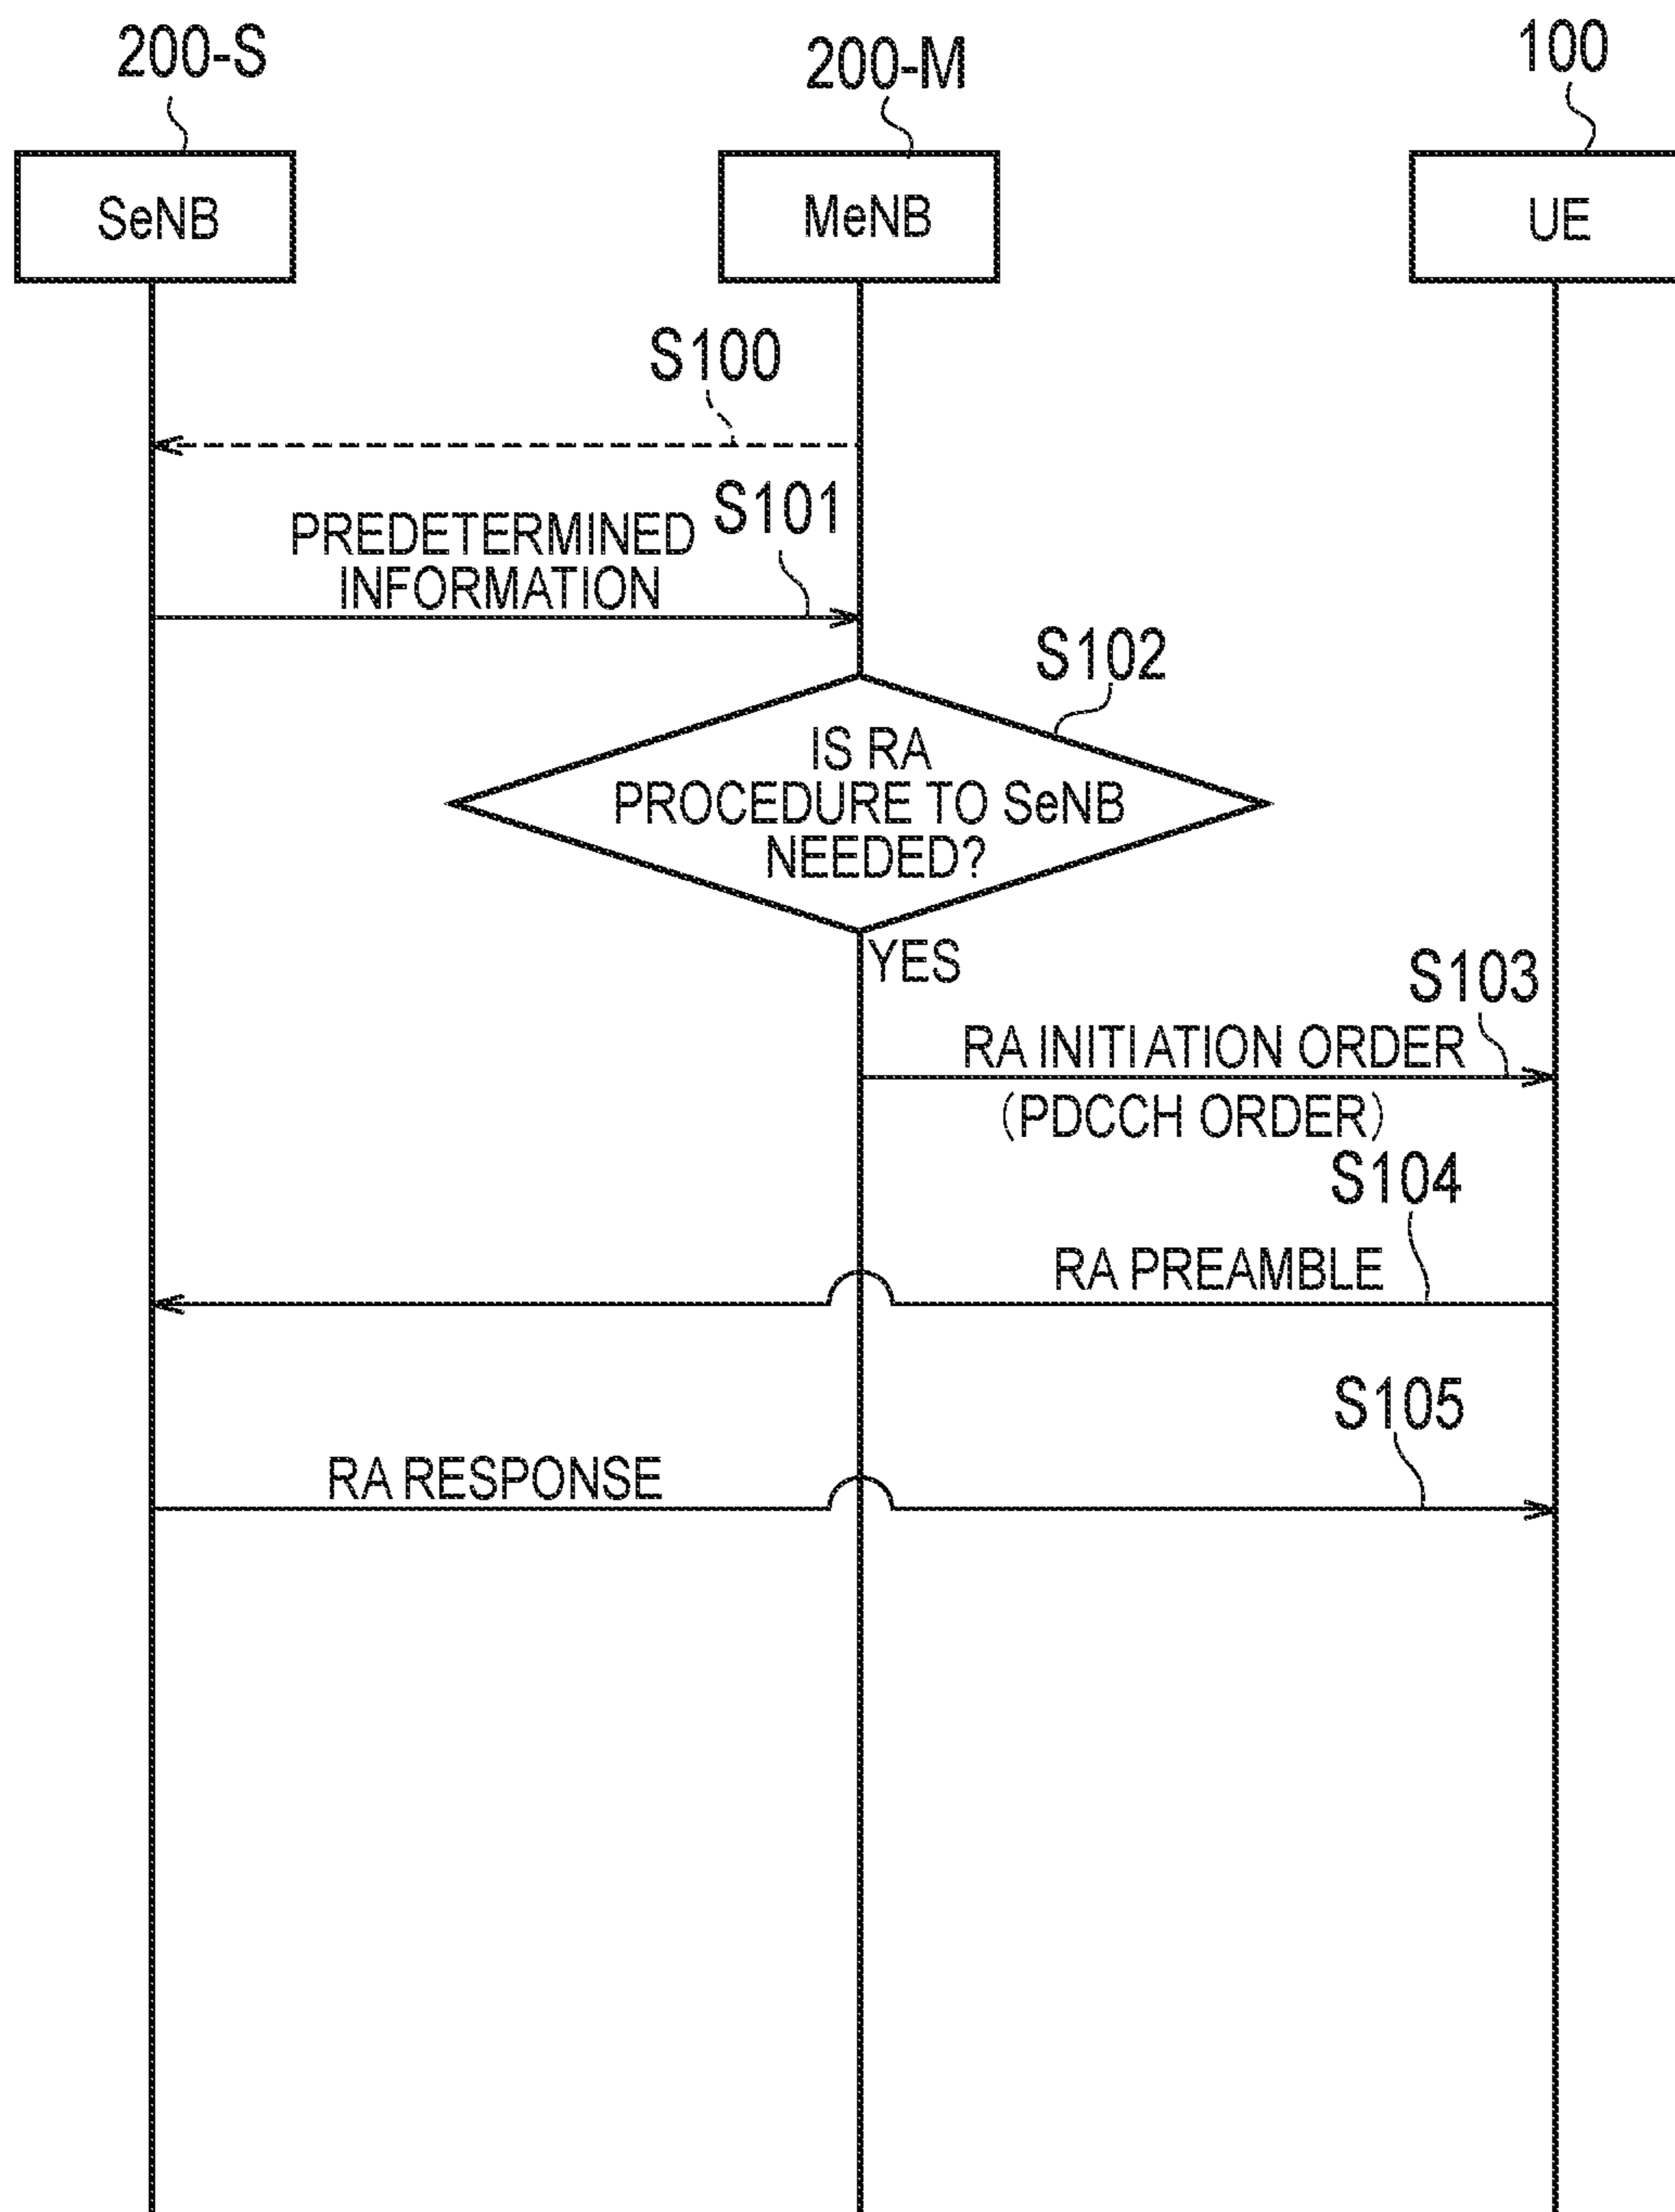 200-S
200-M
100
SeNB
MeNB
UE
S100
S101
PREDETERMINED
INFORMATION
S102
IS RA
PROCEDURE TO SeNB
NEEDED?
YES
S103
RA INITIATION ORDER
(PDCCH ORDER)
S104
RA PREAMBLE
S105
RA RESPONSE